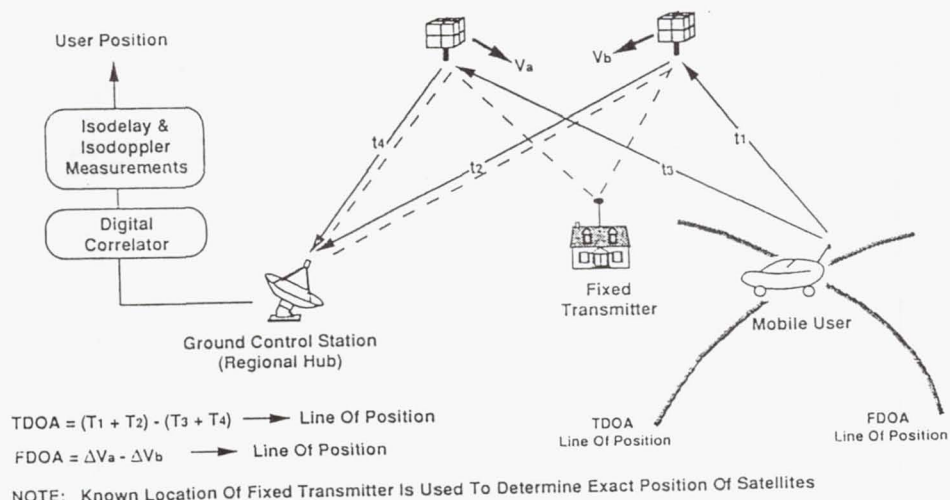 User Position
Va
Vb
Isodelay &
Isodoppler
Measurements
t4
t2
t3
t1
Digital
Correlator
Fixed
Transmitter
Mobile User
Ground Control Station
(Regional Hub)
TDOA = (T1 + T2) - (T3 + T4) Line Of Position
FDOA = ΔVa - ΔVb Line Of Position
TDOA
Line Of Position
FDOA
Line Of Position
NOTE: Known Location Of Fixed Transmitter Is Used To Determine Exact Position Of Satellites